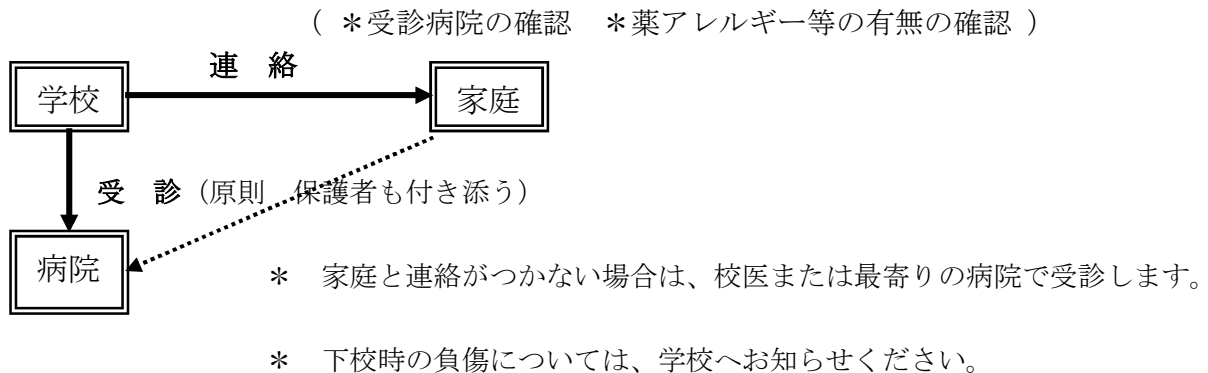 （ ＊受診病院の確認　＊薬アレルギー等の有無の確認 ）
連　絡
学校
家庭
受　診（原則　保護者も付き添う）
病院
＊　家庭と連絡がつかない場合は、校医または最寄りの病院で受診します。
＊　下校時の負傷については、学校へお知らせください。